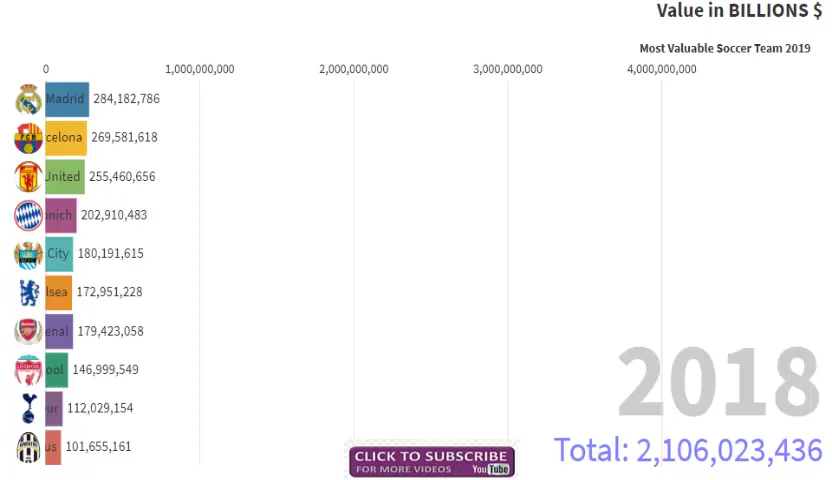 Value in BILLIONS $
Most Valuable Soccer Team 2019
0 1,000,000,000 2,000,000,000 3,000,000,000 4,000,000,000
Madrid 284,182,786
celona 269,581,618
United 255,460,656
nich 202,910,483
City 180,191,615
lsea 172,951,228
enal 179,423,058
ool 146,999,549
ur 112,029,154
us 101,655,161
2018
Total: 2,106,023,436
CLICK TO SUBSCRIBE
FOR MORE VIDEOS YouTube